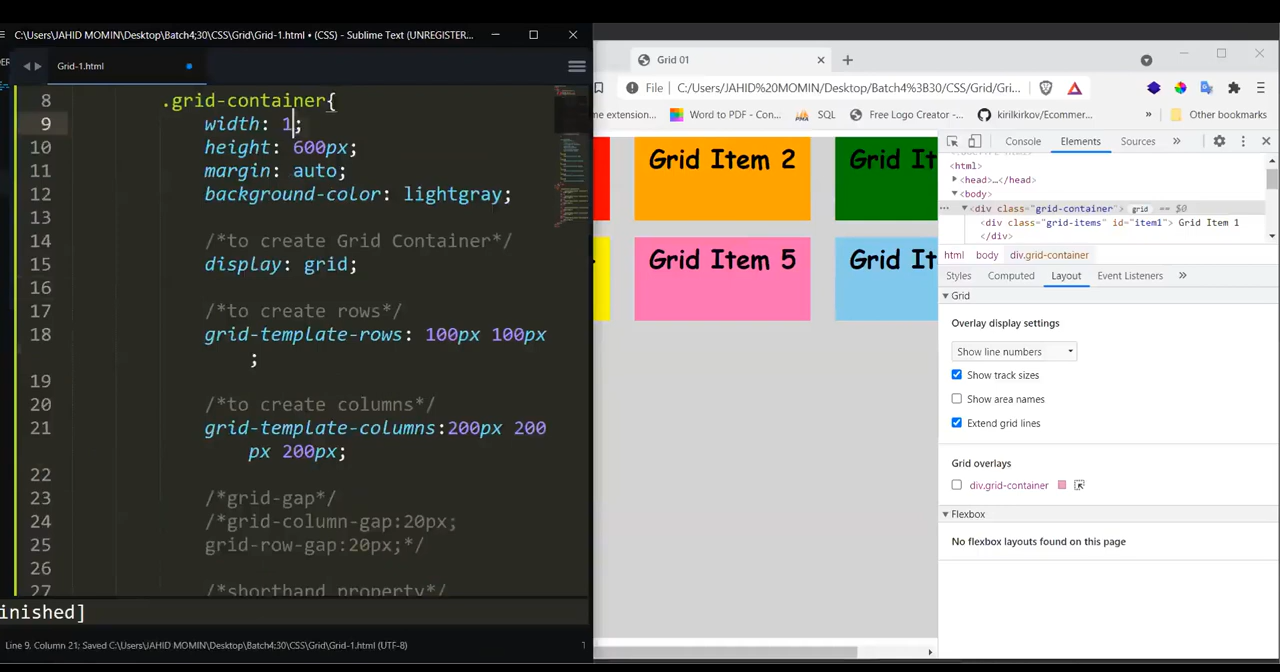 C:\Users\JAHID MOMIN\Desktop\Batch4;30\CSS\Grid\Grid-1.html • (CSS) - Sublime Text (UNREGISTER...
Grid-1.html
8 .grid-container{
9 width: 1;
10 height: 600px;
11 margin: auto;
12 background-color: lightgray;
13
14 /*to create Grid Container*/
15 display: grid;
16
17 /*to create rows*/
18 grid-template-rows: 100px 100px
;
19
20 /*to create columns*/
21 grid-template-columns:200px 200
px 200px;
22
23 /*grid-gap*/
24 /*grid-column-gap:20px;
25 grid-row-gap:20px;*/
26
27 /*shorthand property*/
inished]
Line 9, Column 21; Saved C:\Users\JAHID MOMIN\Desktop\Batch4;30\CSS\Grid\Grid-1.html (UTF-8)
1
Grid 01
File C:/Users/JAHID%20MOMIN/Desktop/Batch4%3B30/CSS/Grid/Gri...
me extension...
Word to PDF - Con...
SQL
Free Logo Creator -...
kirilkirkov/Ecommer...
»
Other bookmarks
Grid Item 2
Grid It
Grid Item 5
Grid It
Console
Elements
Sources
»
<html>
<head>…</head>
<body>
<div class="grid-container"> grid == $0
<div class="grid-items" id="item1"> Grid Item 1
</div>
html body div.grid-container
Styles
Computed
Layout
Event Listeners
»
Grid
Overlay display settings
Show line numbers
Show track sizes
Show area names
Extend grid lines
Grid overlays
div.grid-container
Flexbox
No flexbox layouts found on this page